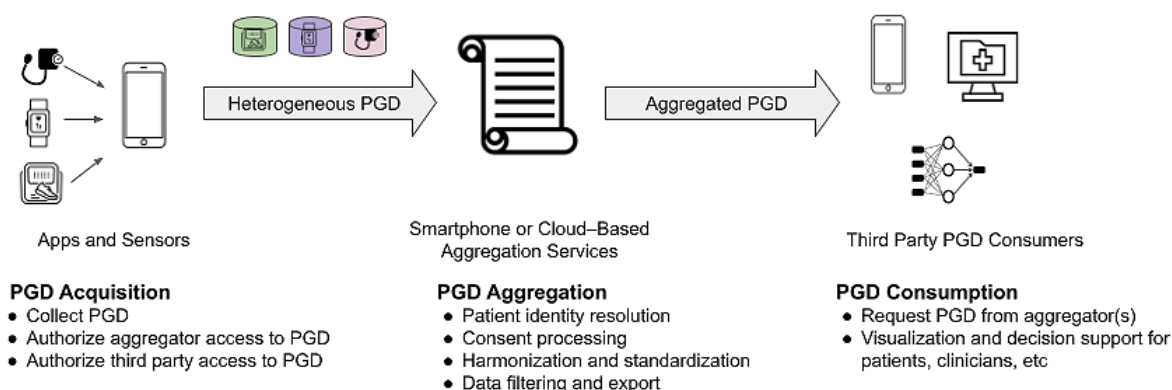 Heterogeneous PGD
Aggregated PGD
Apps and Sensors
Smartphone or Cloud–Based
Aggregation Services
Third Party PGD Consumers
PGD Acquisition
● Collect PGD
● Authorize aggregator access to PGD
● Authorize third party access to PGD
PGD Aggregation
● Patient identity resolution
● Consent processing
● Harmonization and standardization
● Data filtering and export
PGD Consumption
● Request PGD from aggregator(s)
● Visualization and decision support for
patients, clinicians, etc